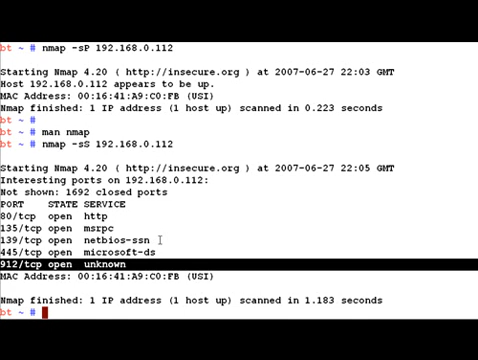 bt ~ # nmap -sP 192.168.0.112
Starting Nmap 4.20 ( http://insecure.org ) at 2007-06-27 22:03 GMT
Host 192.168.0.112 appears to be up.
MAC Address: 00:16:41:A9:C0:FB (USI)
Nmap finished: 1 IP address (1 host up) scanned in 0.223 seconds
bt ~ #
bt ~ # man nmap
bt ~ # nmap -sS 192.168.0.112
Starting Nmap 4.20 ( http://insecure.org ) at 2007-06-27 22:05 GMT
Interesting ports on 192.168.0.112:
Not shown: 1692 closed ports
PORT STATE SERVICE
80/tcp open http
135/tcp open msrpc
139/tcp open netbios-ssn
445/tcp open microsoft-ds
912/tcp open unknown
MAC Address: 00:16:41:A9:C0:FB (USI)
Nmap finished: 1 IP address (1 host up) scanned in 1.183 seconds
bt ~ #